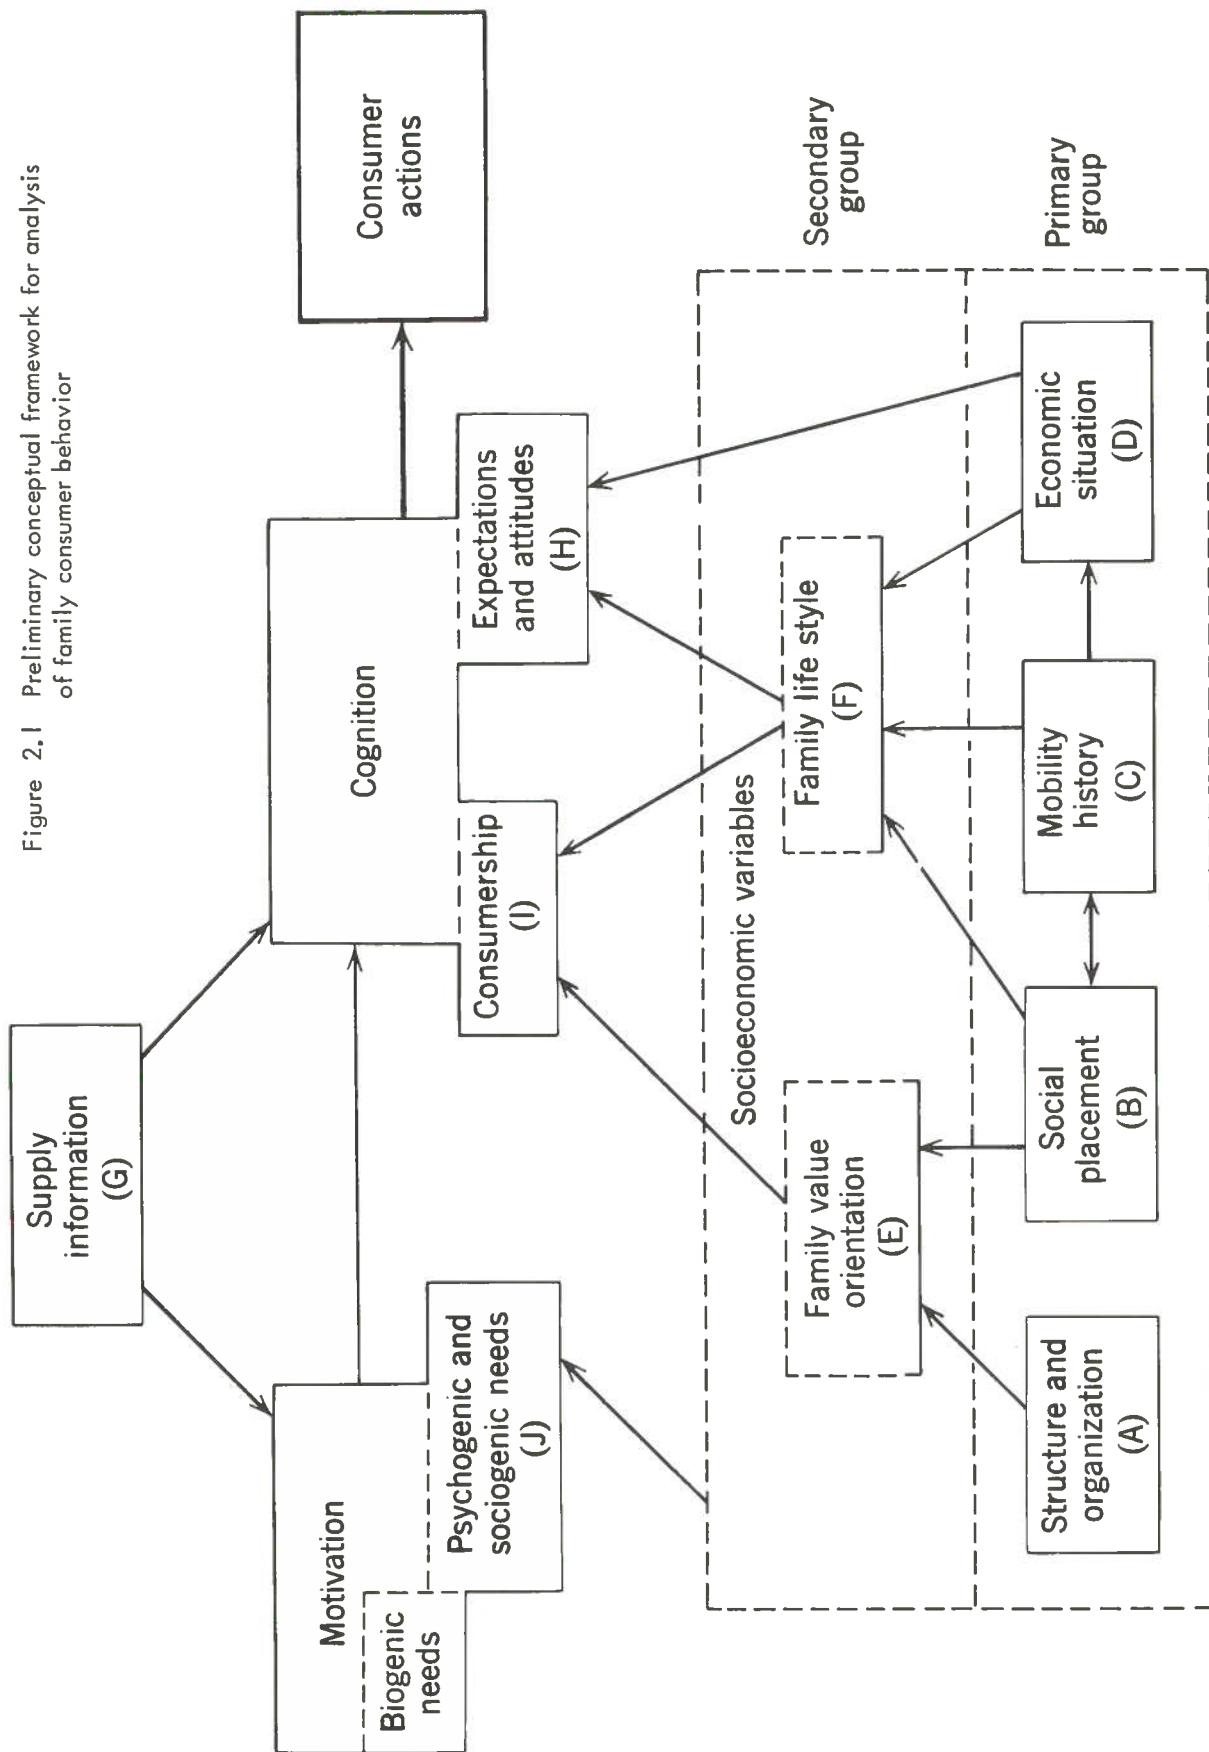 Figure 2.1 Preliminary conceptual framework for analysis
of family consumer behavior
Supply
information
(G)
Motivation
Biogenic
needs
Psychogenic and
sociogenic needs
(J)
Cognition
Consumership
(I)
Expectations
and attitudes
(H)
Consumer
actions
Socioeconomic variables
Secondary
group
Family value
orientation
(E)
Family life style
(F)
Primary
group
Structure and
organization
(A)
Social
placement
(B)
Mobility
history
(C)
Economic
situation
(D)